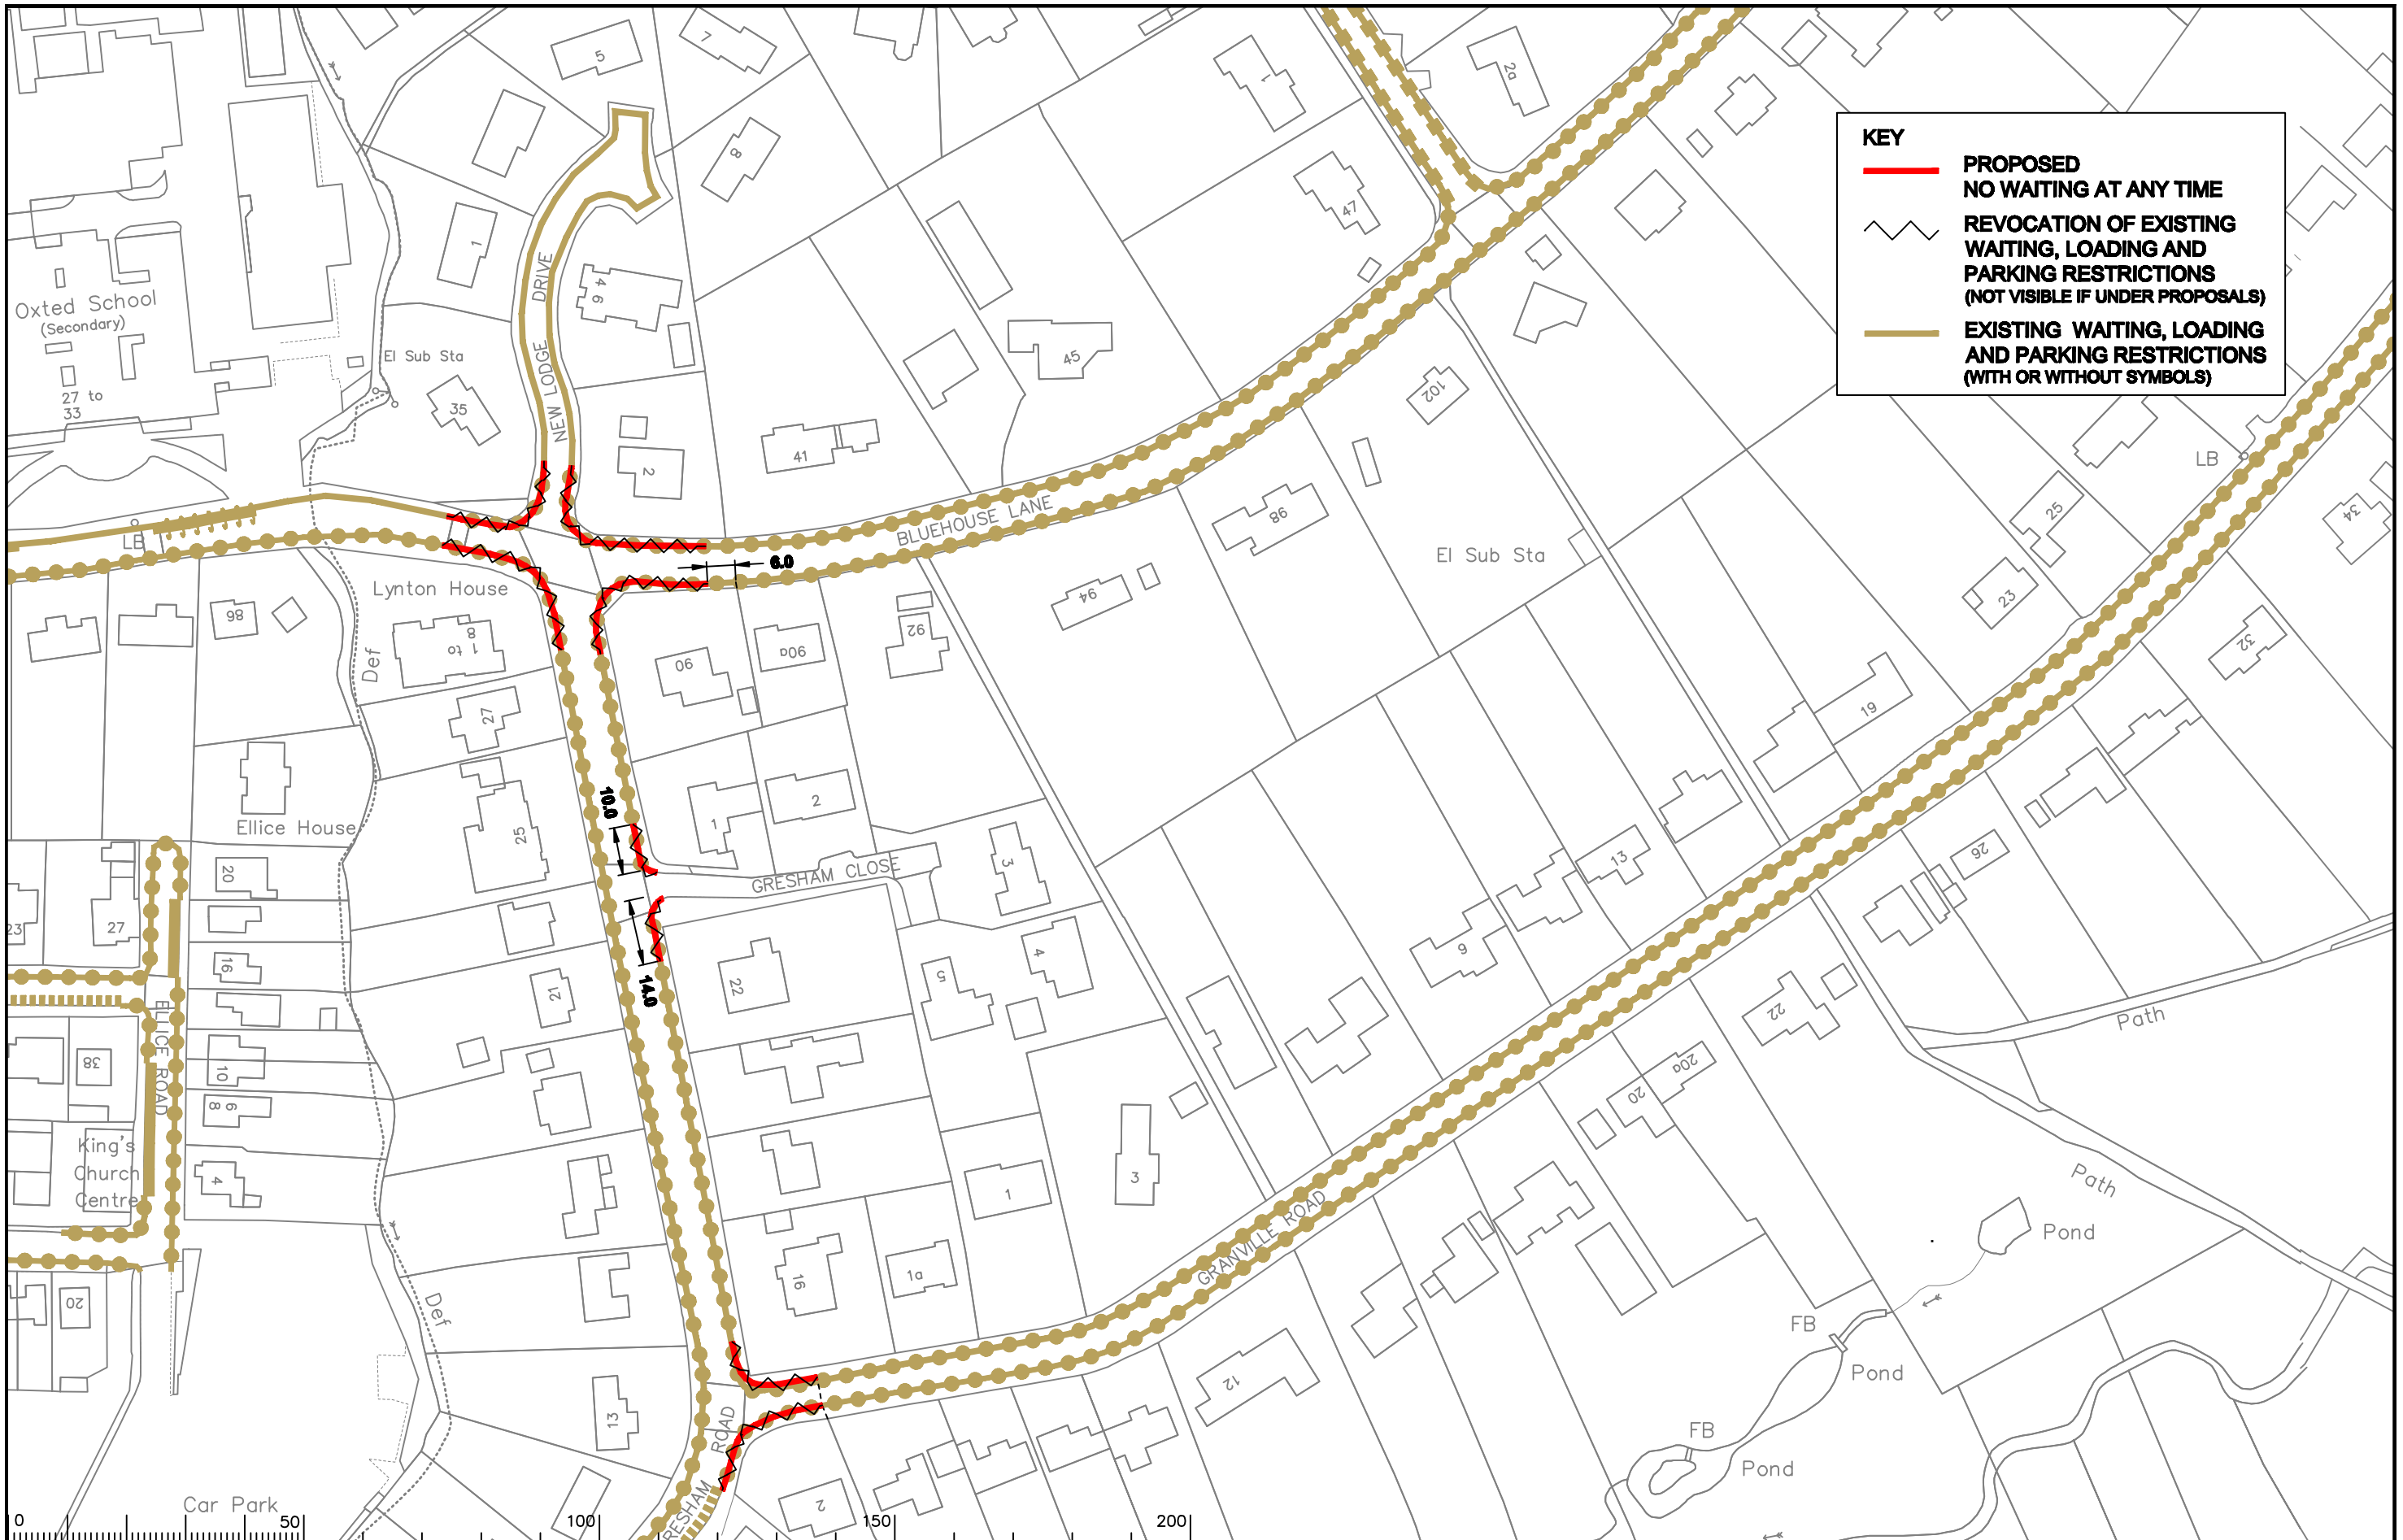 KEY
PROPOSED
NO WAITING AT ANY TIME
REVOCATION OF EXISTING
WAITING, LOADING AND
PARKING RESTRICTIONS
(NOT VISIBLE IF UNDER PROPOSALS)
EXISTING WAITING, LOADING
AND PARKING RESTRICTIONS
(WITH OR WITHOUT SYMBOLS)
5
7
8
1
2a
47
1
NEW LODGE DRIVE
4 6
Oxted School
(Secondary)
El Sub Sta
27 to
33
35
45
102
2
41
LB
25
34
BLUEHOUSE LANE
98
El Sub Sta
LB
6.0
Lynton House
86
94
23
1 to 8
Def
90
90a
92
32
27
19
Ellice House
25
10.0
1
2
GRESHAM CLOSE
3
13
26
20
23
27
14.0
22
5
4
9
16
21
22
Path
ELLICE ROAD
38
10
20
20a
8 6
King's
Church
Centre
4
1
3
Path
Pond
GRANVILLE ROAD
16
1a
20
Def
FB
Pond
12
13
GRESHAM ROAD
FB
Pond
2
Car Park
0
50
100
150
200